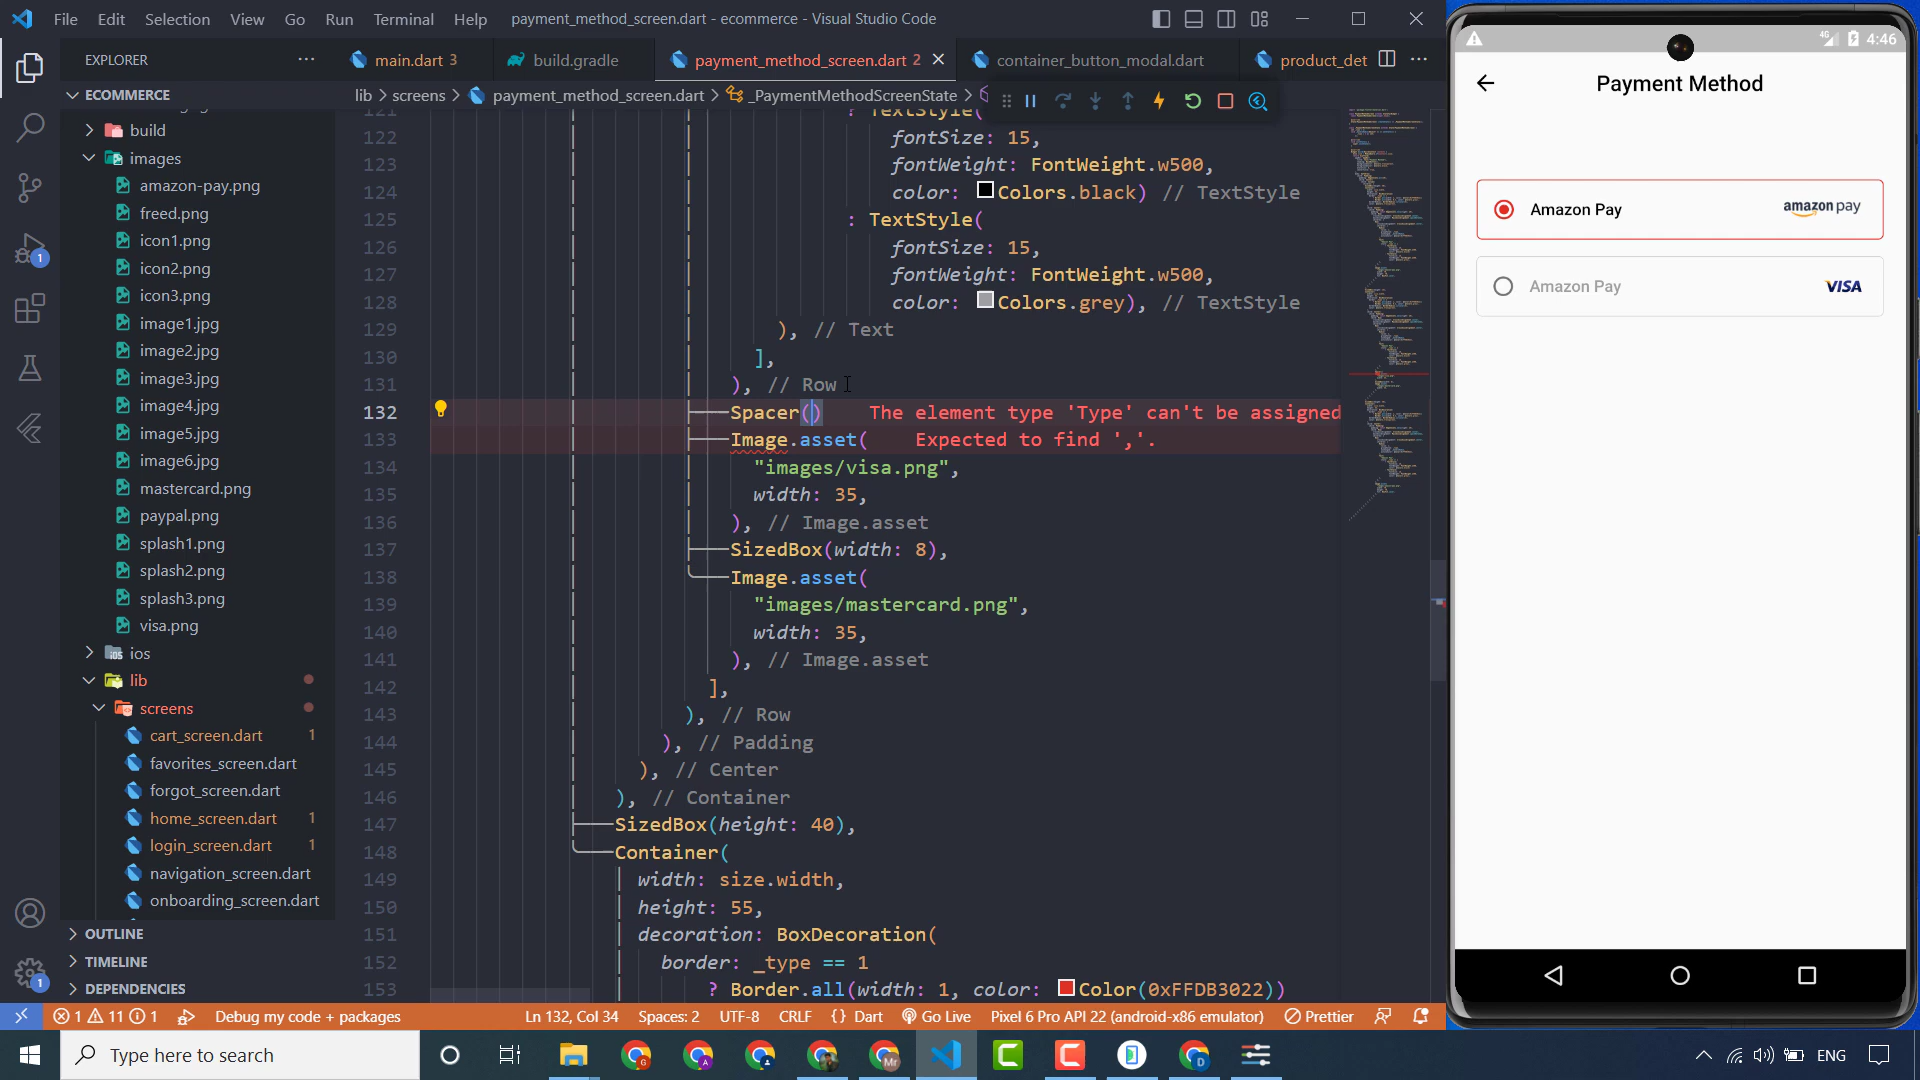 File Edit Selection View Go Run Terminal Help payment_method_screen.dart - ecommerce - Visual Studio Code
EXPLORER
main.dart 3
build.gradle
payment_method_screen.dart 2
container_button_modal.dart
product_det
ECOMMERCE
lib > screens > payment_method_screen.dart > _PaymentMethodScreenState >
build
images
amazon-pay.png
freed.png
icon1.png
icon2.png
icon3.png
image1.jpg
image2.jpg
image3.jpg
image4.jpg
image5.jpg
image6.jpg
mastercard.png
paypal.png
splash1.png
splash2.png
splash3.png
visa.png
ios
lib
screens
cart_screen.dart 1
favorites_screen.dart
forgot_screen.dart
home_screen.dart 1
login_screen.dart 1
navigation_screen.dart
onboarding_screen.dart
OUTLINE
TIMELINE
DEPENDENCIES
121 : TextStyle(
122 fontSize: 15,
123 fontWeight: FontWeight.w500,
124 color: Colors.black) // TextStyle
125 : TextStyle(
126 fontSize: 15,
127 fontWeight: FontWeight.w500,
128 color: Colors.grey), // TextStyle
129 ), // Text
130 ],
131 ), // Row
132 Spacer() The element type 'Type' can't be assigned
133 Image.asset( Expected to find ','.
134 "images/visa.png",
135 width: 35,
136 ), // Image.asset
137 SizedBox(width: 8),
138 Image.asset(
139 "images/mastercard.png",
140 width: 35,
141 ), // Image.asset
142 ],
143 ), // Row
144 ), // Padding
145 ), // Center
146 ), // Container
147 SizedBox(height: 40),
148 Container(
149 width: size.width,
150 height: 55,
151 decoration: BoxDecoration(
152 border: _type == 1
153 ? Border.all(width: 1, color: Color(0xFFDB3022))
1
1
1 11 1 Debug my code + packages
Ln 132, Col 34 Spaces: 2 UTF-8 CRLF {} Dart Go Live Pixel 6 Pro API 22 (android-x86 emulator) Prettier
4G 4:46
Payment Method
Amazon Pay amazon pay
Amazon Pay VISA
Type here to search
ENG